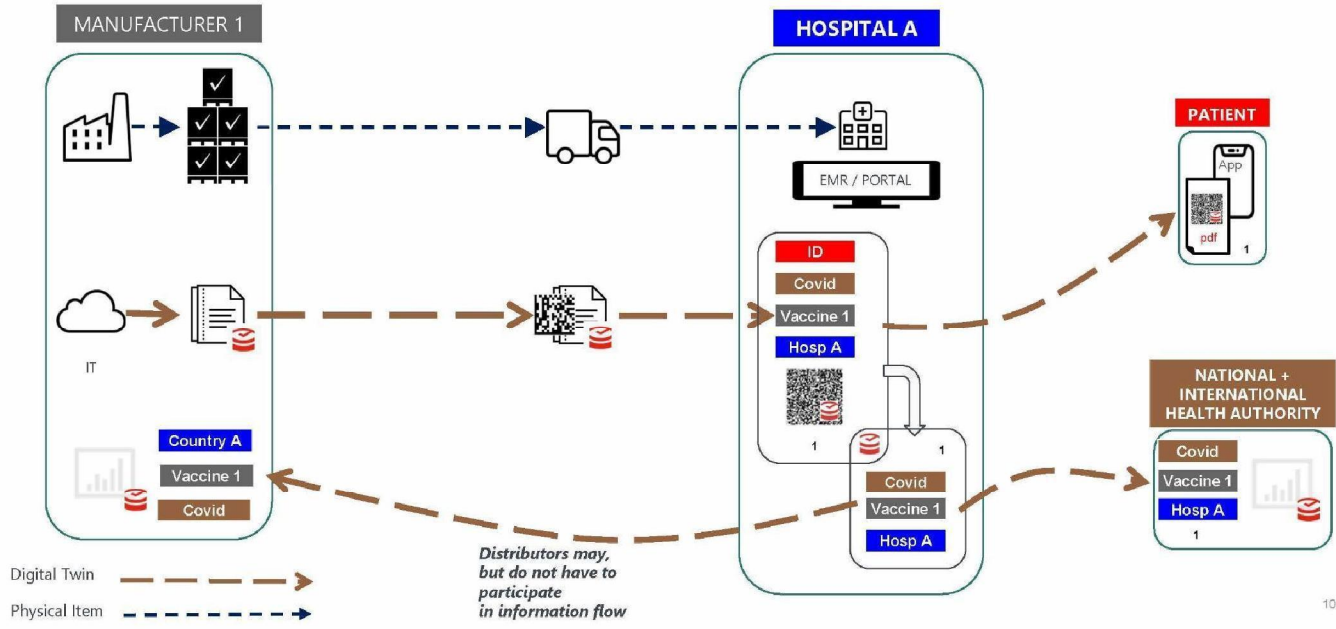 MANUFACTURER 1
HOSPITAL A
PATIENT
App
pdf
1
EMR / PORTAL
ID
Covid
Vaccine 1
Hosp A
1
IT
NATIONAL +
INTERNATIONAL
HEALTH AUTHORITY
Covid
Vaccine 1
Hosp A
1
Country A
Vaccine 1
Covid
1
Covid
Vaccine 1
Hosp A
Distributors may,
but do not have to
participate
in information flow
Digital Twin
Physical Item
10